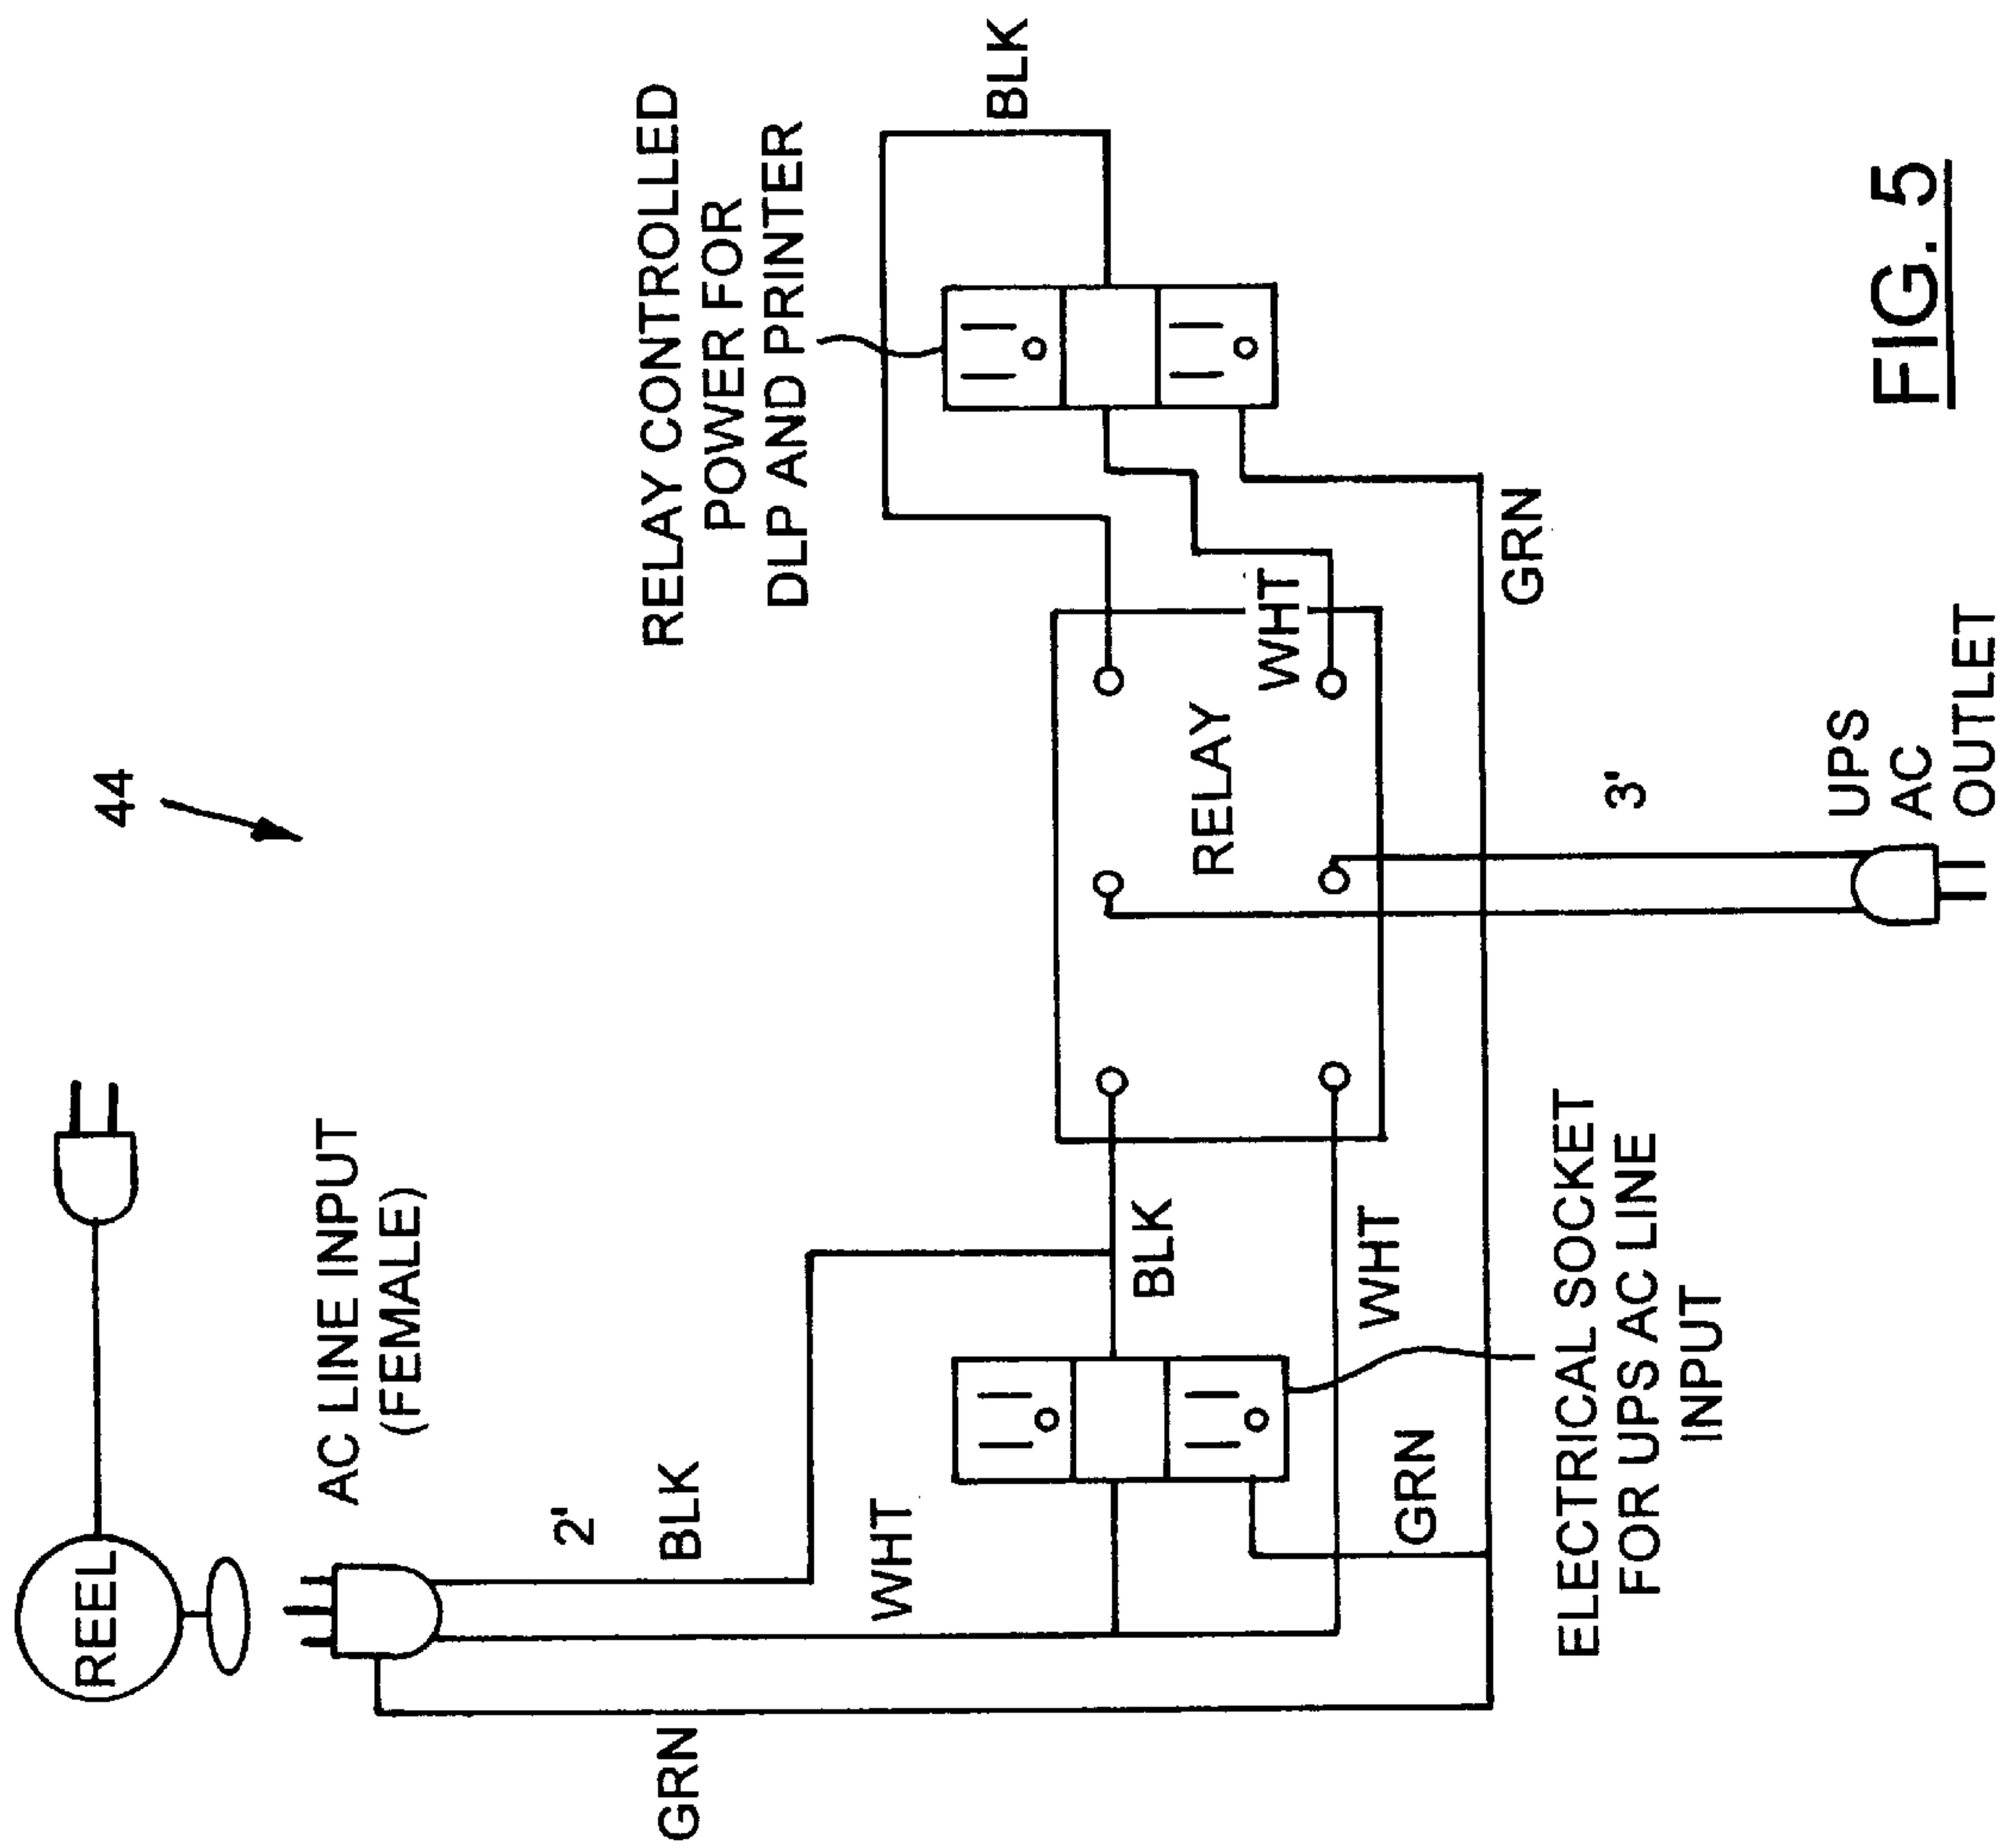 44
REEL
AC LINE INPUT
(FEMALE)
2'
BLK
GRN
WHT
BLK
WHT
GRN
RELAY
WHT
RELAY CONTROLLED
POWER FOR
DLP AND PRINTER
BLK
GRN
3'
ELECTRICAL SOCKET
FOR UPS AC LINE
INPUT
UPS
AC
OUTLET
FIG. 5